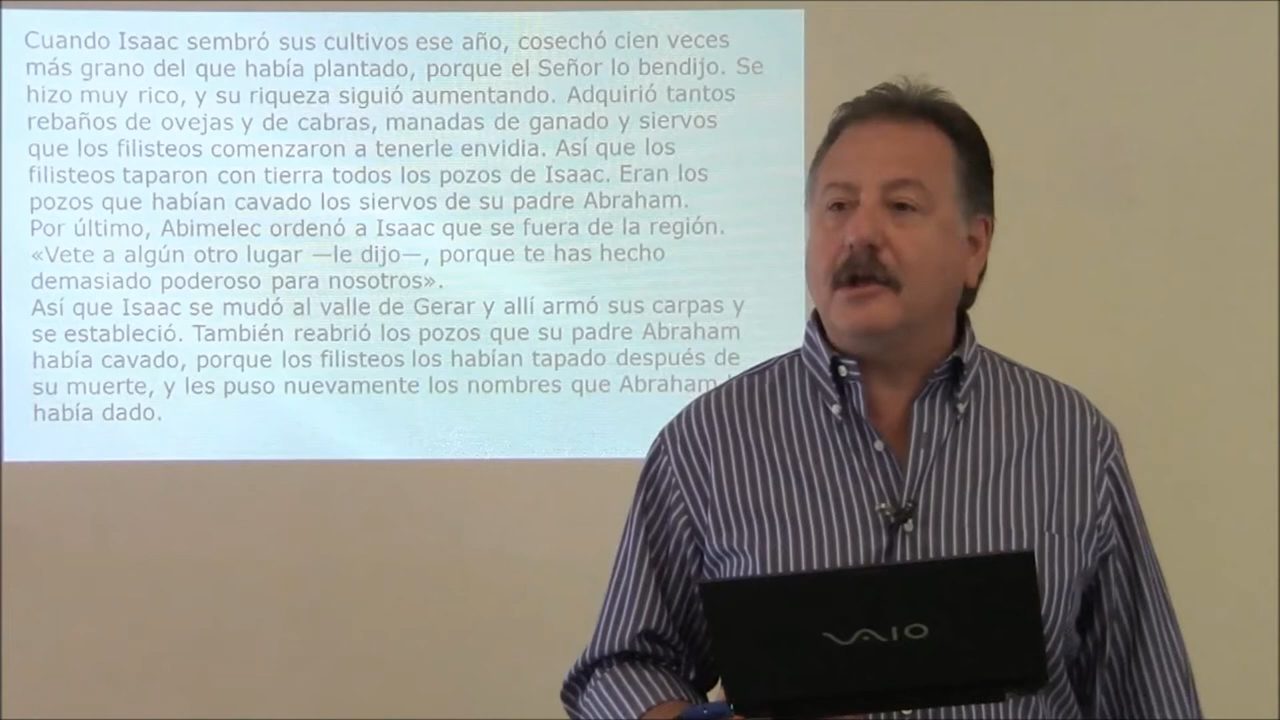 Cuando Isaac sembró sus cultivos ese año, cosechó cien veces
más grano del que había plantado, porque el Señor lo bendijo. Se
hizo muy rico, y su riqueza siguió aumentando. Adquirió tantos
rebaños de ovejas y de cabras, manadas de ganado y siervos
que los filisteos comenzaron a tenerle envidia. Así que los
filisteos taparon con tierra todos los pozos de Isaac. Eran los
pozos que habían cavado los siervos de su padre Abraham.
Por último, Abimelec ordenó a Isaac que se fuera de la región.
«Vete a algún otro lugar —le dijo—, porque te has hecho
demasiado poderoso para nosotros».
Así que Isaac se mudó al valle de Gerar y allí armó sus carpas y
se estableció. También reabrió los pozos que su padre Abraham
había cavado, porque los filisteos los habían tapado después de
su muerte, y les puso nuevamente los nombres que Abraham
había dado.
VAIO